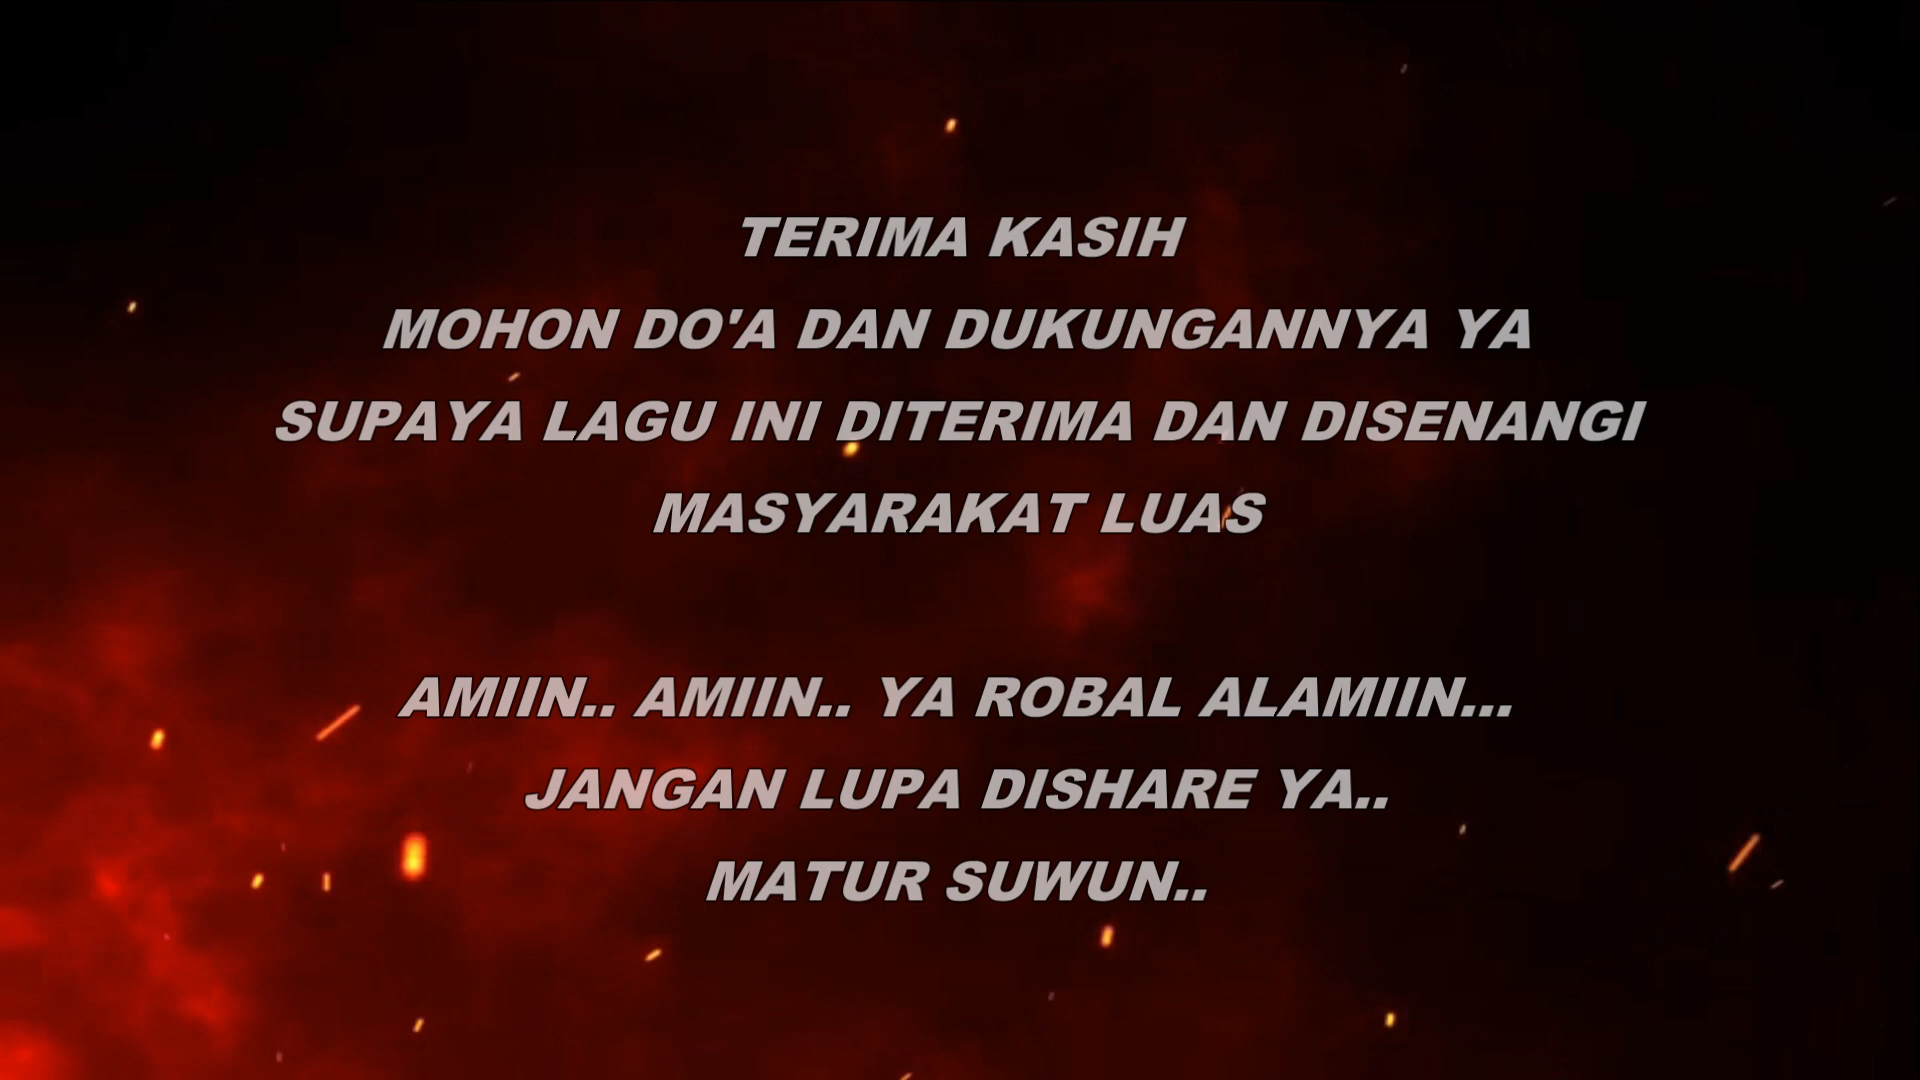 TERIMA KASIH
MOHON DO'A DAN DUKUNGANNYA YA
SUPAYA LAGU INI DITERIMA DAN DISENANGI
MASYARAKAT LUAS
AMIIN.. AMIIN.. YA ROBAL ALAMIIN...
JANGAN LUPA DISHARE YA..
MATUR SUWUN..